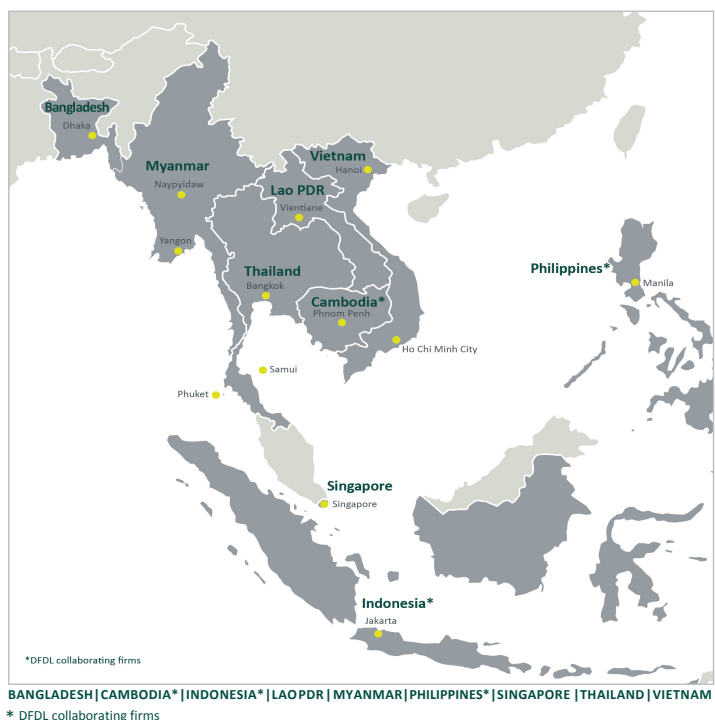 Bangladesh
Dhaka
Myanmar
Naypyidaw
Yangon
Vietnam
Hanoi
Lao PDR
Vientiane
Thailand
Bangkok
Cambodia*
Phnom Penh
Ho Chi Minh City
Samui
Phuket
Philippines*
Manila
Singapore
Singapore
Indonesia*
Jakarta
*DFDL collaborating firms
BANGLADESH|CAMBODIA*|INDONESIA*|LAOPDR|MYANMAR|PHILIPPINES*|SINGAPORE |THAILAND|VIETNAM
* DFDL collaborating firms